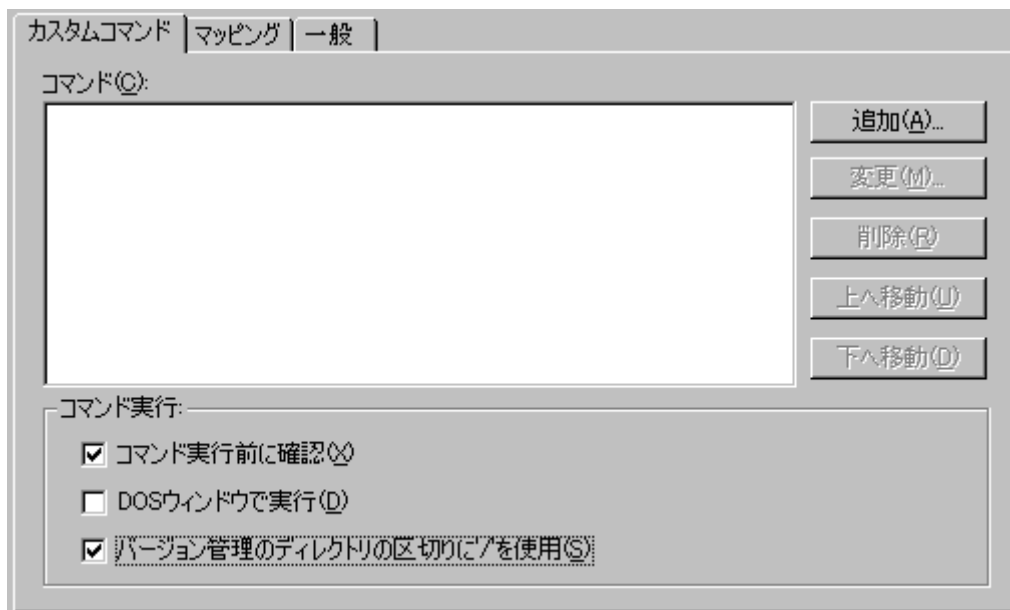 カスタムコマンド マッピング 一般
コマンド(C):
追加(A)...
変更(M)...
削除(R)
上へ移動(U)
下へ移動(D)
コマンド実行:
コマンド実行前に確認(X)
DOSウィンドウで実行(D)
バージョン管理のディレクトリの区切りに'/'を使用(S)